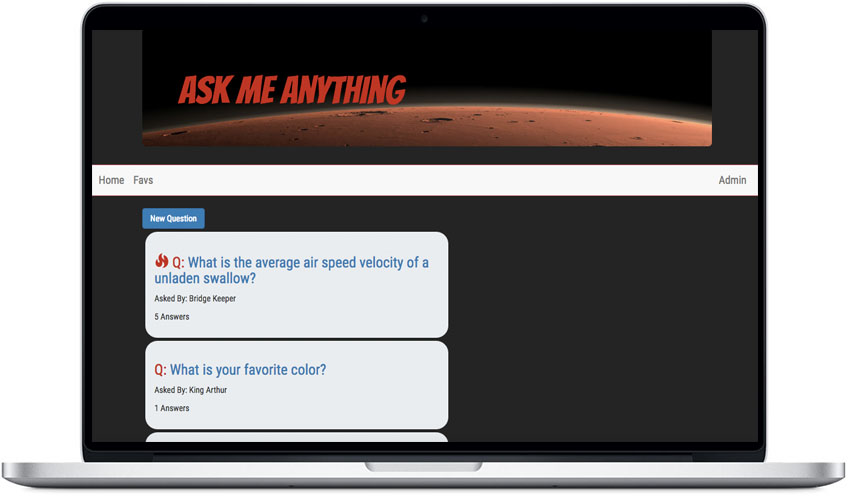 ASK ME ANYTHING
Home Favs Admin
New Question
Q: What is the average air speed velocity of a
unladen swallow?
Asked By: Bridge Keeper
5 Answers
Q: What is your favorite color?
Asked By: King Arthur
1 Answers